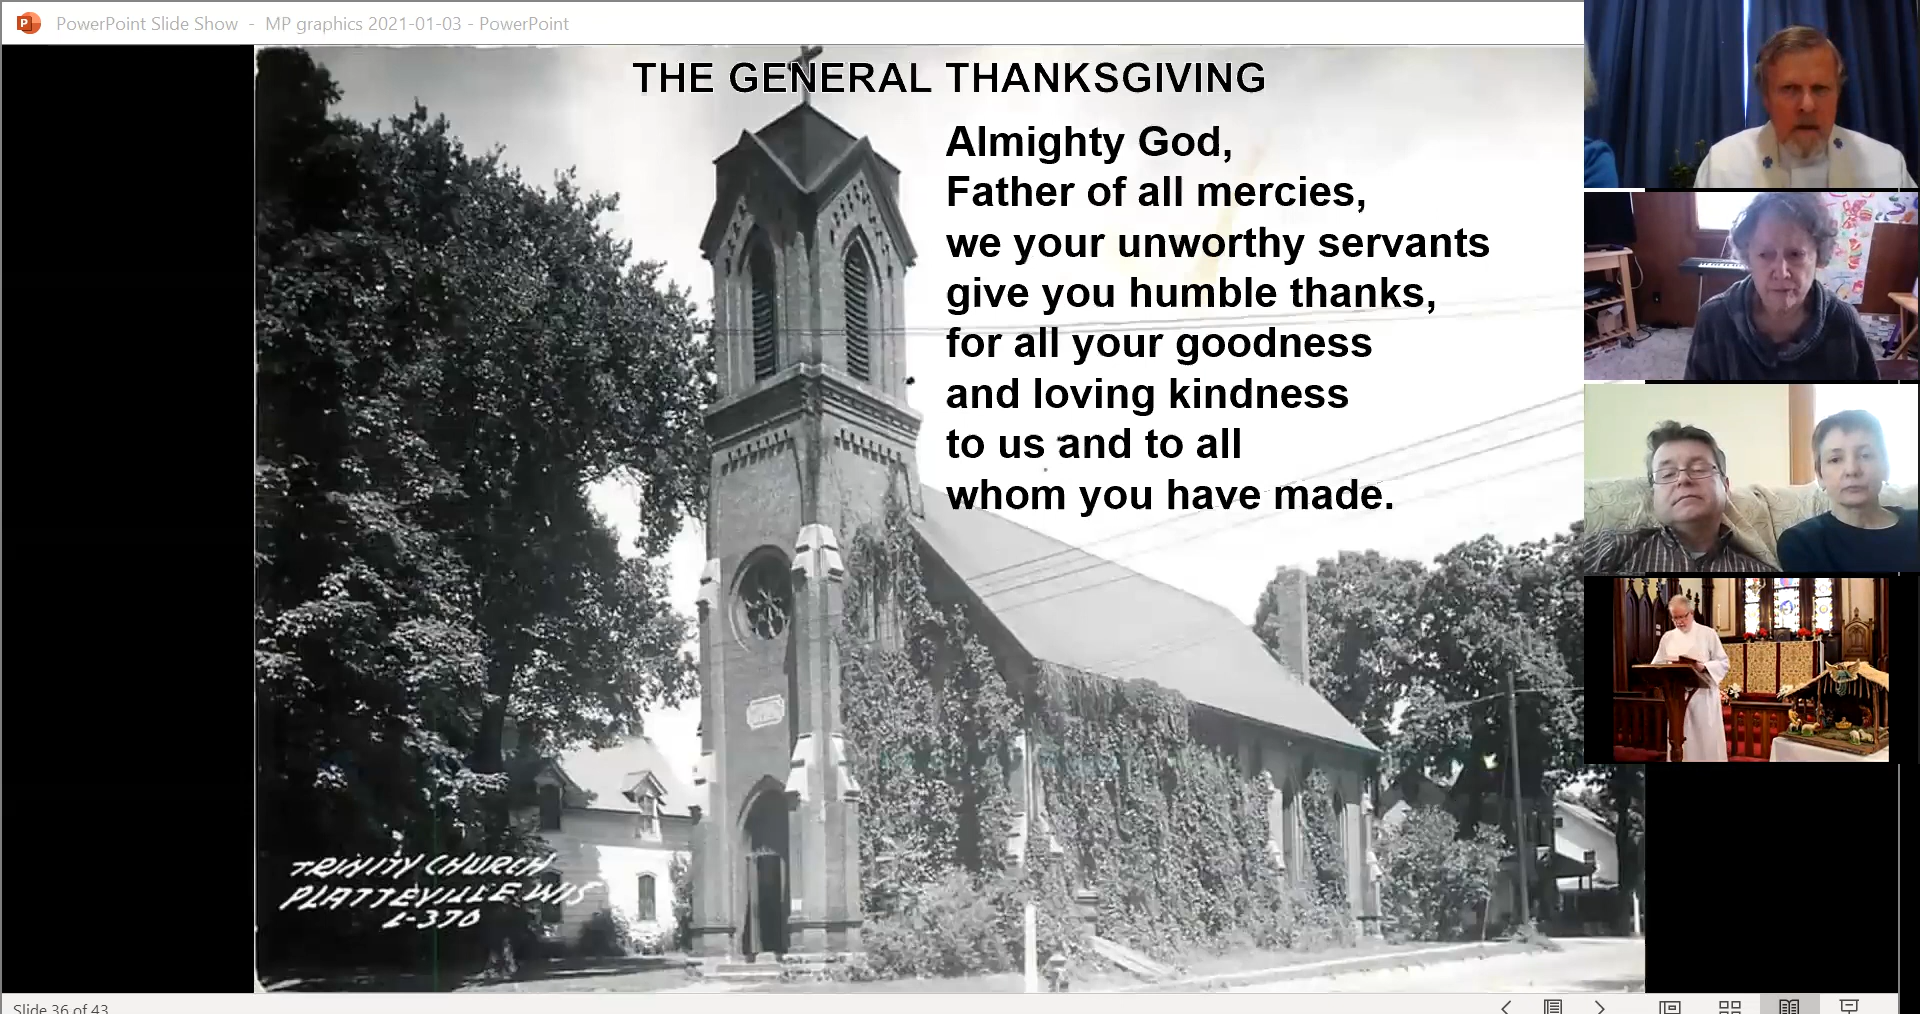 PowerPoint Slide Show - MP graphics 2021-01-03 - PowerPoint
THE GENERAL THANKSGIVING
Almighty God,
Father of all mercies,
we your unworthy servants
give you humble thanks,
for all your goodness
and loving kindness
to us and to all
whom you have made.
TRINITY CHURCH
PLATTEVILLE WIS
L-370
Slide 36 of 43